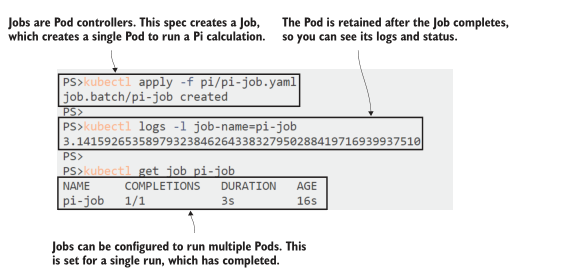 Jobs are Pod controllers. This spec creates a Job,
which creates a single Pod to run a Pi calculation.
The Pod is retained after the Job completes,
so you can see its logs and status.
PS>kubectl apply -f pi/pi-job.yaml
job.batch/pi-job created
PS>
PS>kubectl logs -l job-name=pi-job
3.14159265358979323846264338327950288419716939937510
PS>
PS>kubectl get job pi-job
NAME COMPLETIONS DURATION AGE
pi-job 1/1 3s 16s
Jobs can be configured to run multiple Pods. This
is set for a single run, which has completed.